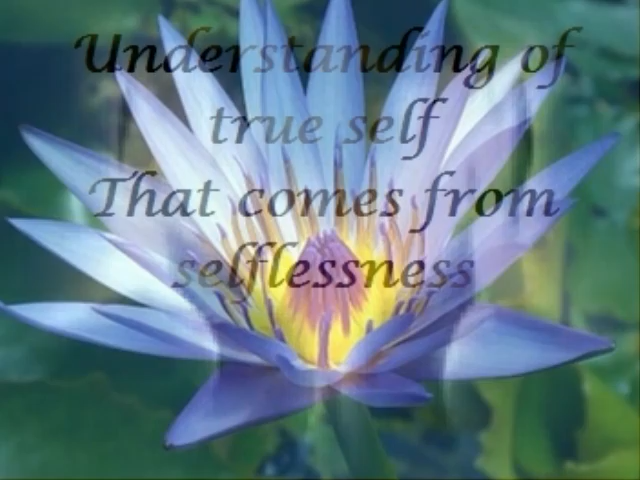 Understanding of
true self
That comes from
selflessness